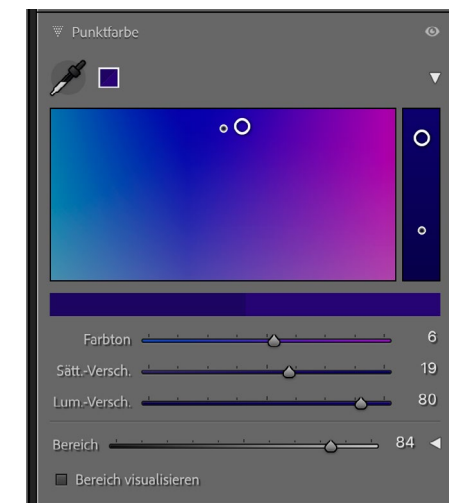 Punktfarbe
Farbton 6
Sätt.-Versch. 19
Lum.-Versch. 80
Bereich 84
Bereich visualisieren